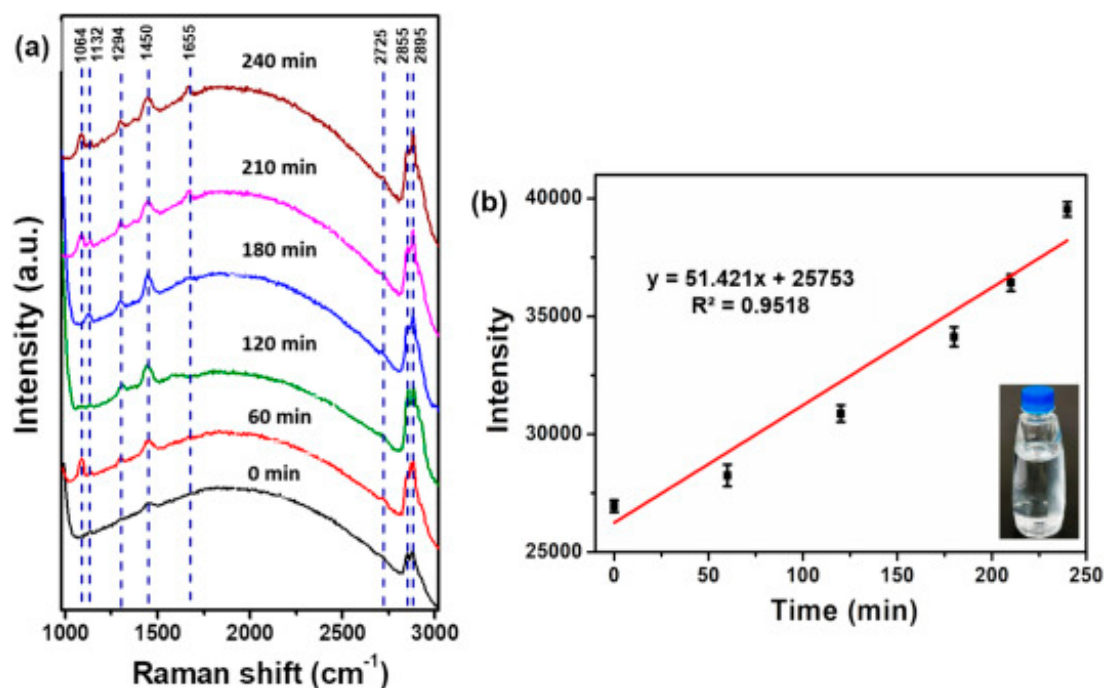 (a)
1064
1132
1294
1450
1655
2725
2855
2895
240 min
210 min
180 min
120 min
60 min
0 min
Intensity (a.u.)
1000 1500 2000 2500 3000
Raman shift (cm⁻¹)
(b)
40000
35000
30000
25000
y = 51.421x + 25753
R² = 0.9518
Intensity
0 50 100 150 200 250
Time (min)